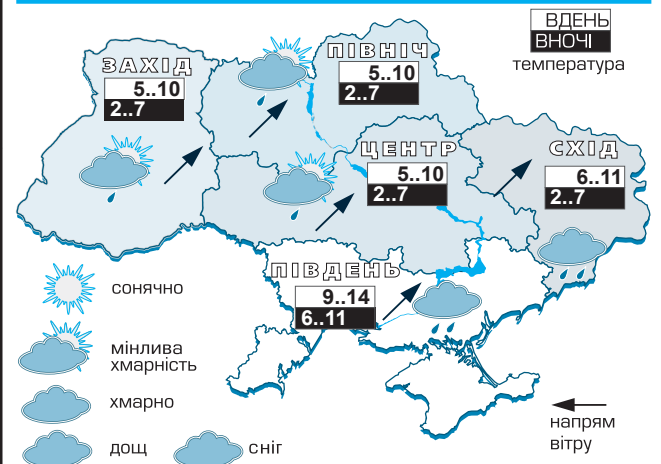 ВДЕНЬ
ВНОЧІ
температура
ПІВНІЧ
5..10
2..7
ЗАХІД
5..10
2..7
ЦЕНТР
5..10
2..7
СХІД
6..11
2..7
ПІВДЕНЬ
9..14
6..11
сонячно
мінлива
хмарність
хмарно
дощ
сніг
напрям
вітру